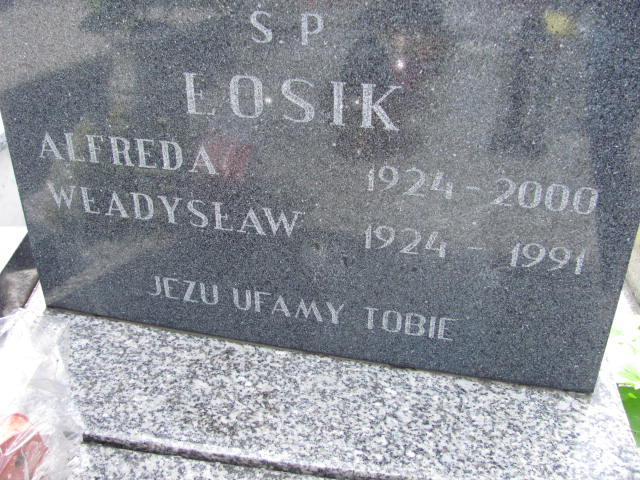 Ś. P
ŁOSIK
ALFREDA 1924-2000
WŁADYSŁAW 1924 - 1991
JEZU UFAMY TOBIE